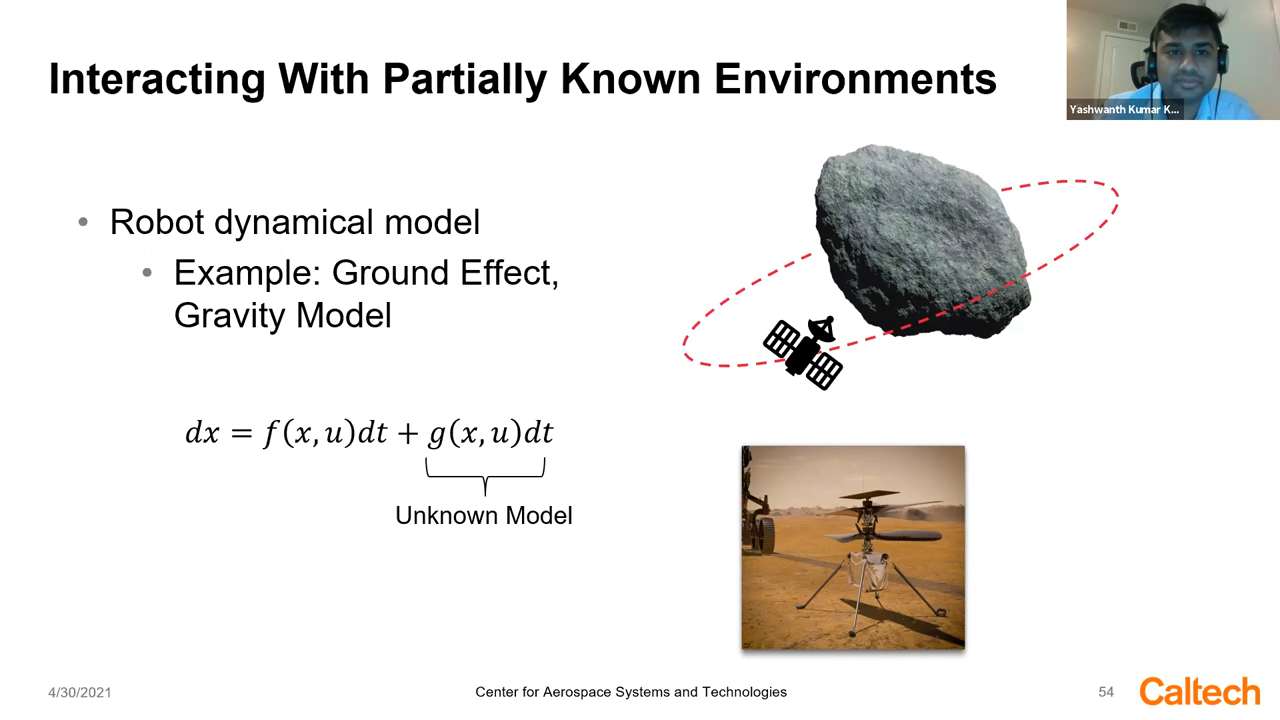 Interacting With Partially Known Environments
Yashwanth Kumar K...
• Robot dynamical model
• Example: Ground Effect,
Gravity Model
dx = f(x, u)dt + g(x, u)dt
Unknown Model
4/30/2021
Center for Aerospace Systems and Technologies
54
Caltech